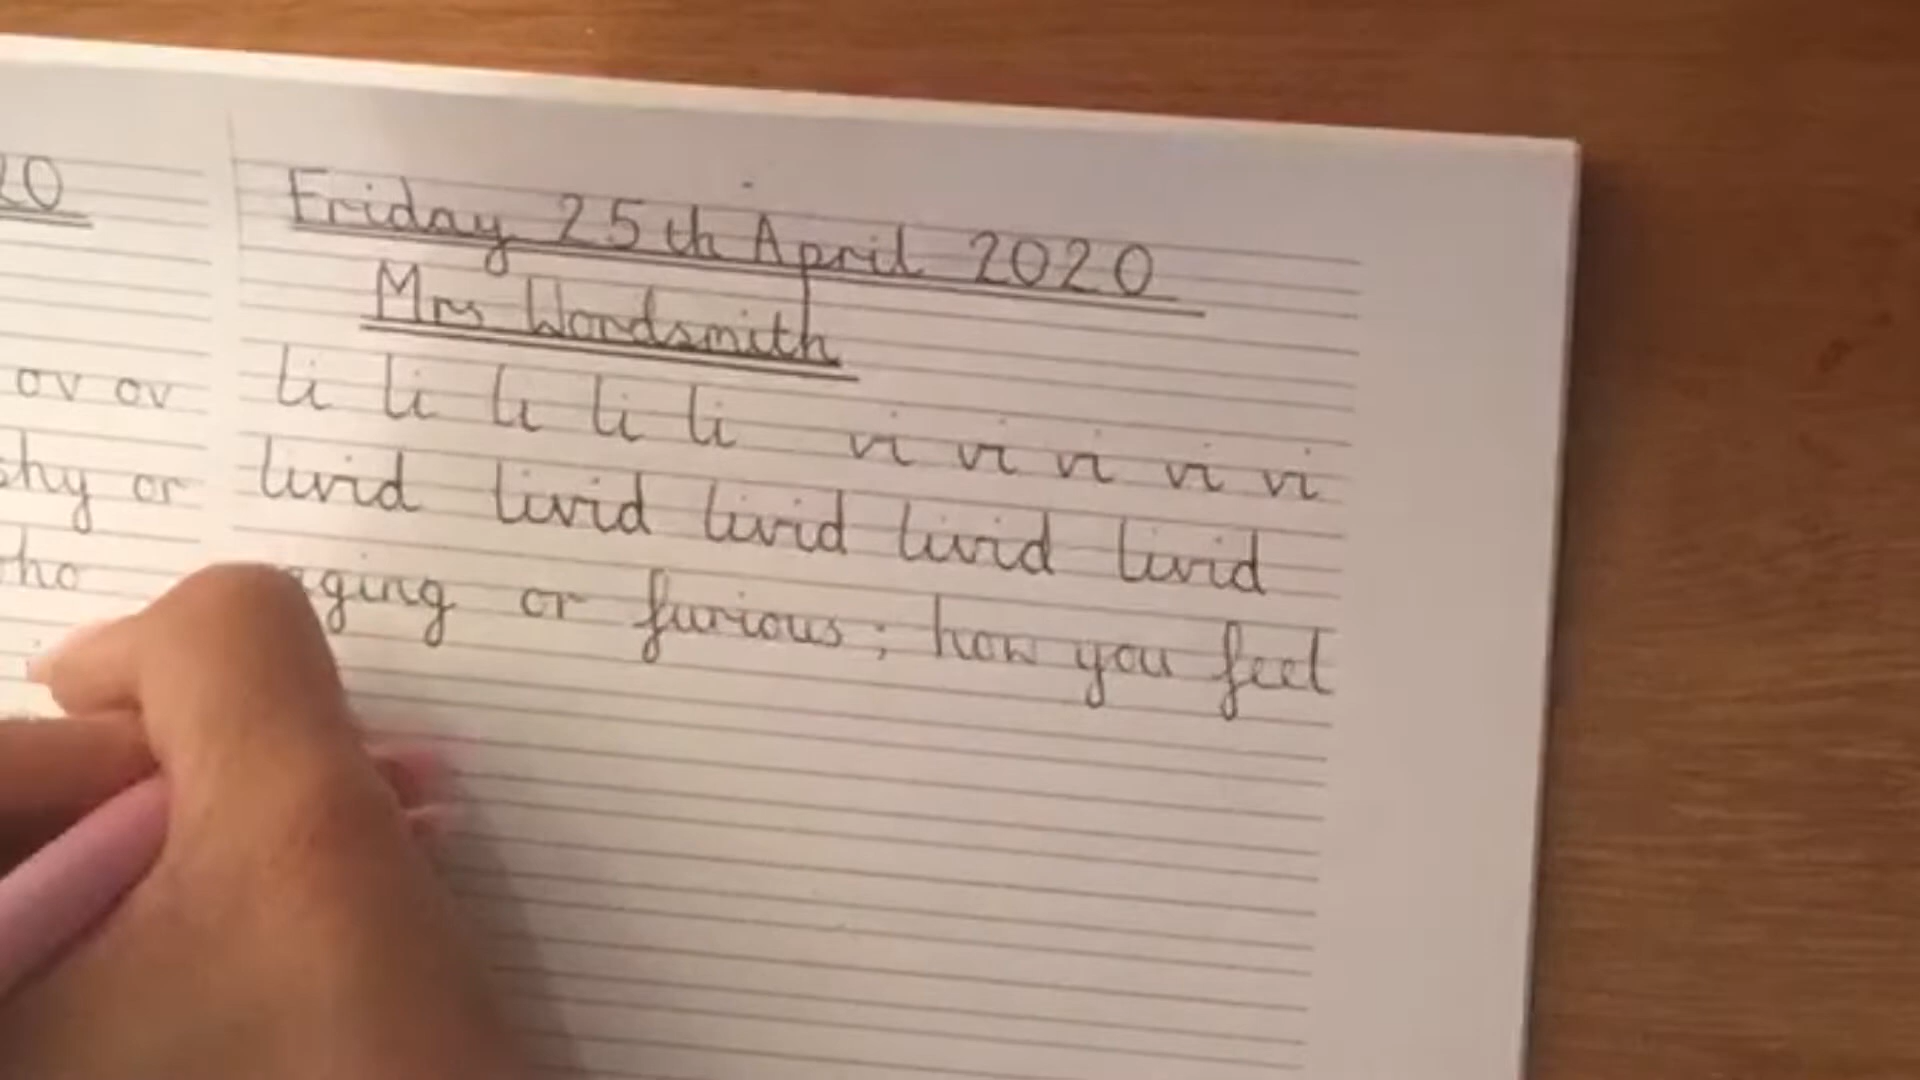 20
ov ov
or
Friday 25th April 2020
Mrs Wordsmith
li li li li li vi vi vi vi vi
livid livid livid livid livid
or furious; how you feel